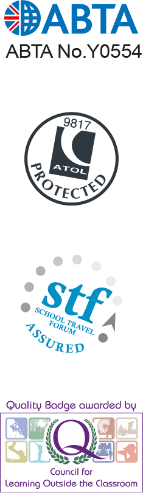 ABTA
ABTA No.Y0554
9817
ATOL
PROTECTED
stf
SCHOOL TRAVEL
FORUM
ASSURED
Quality Badge awarded by
Q
Council for
Learning Outside the Classroom